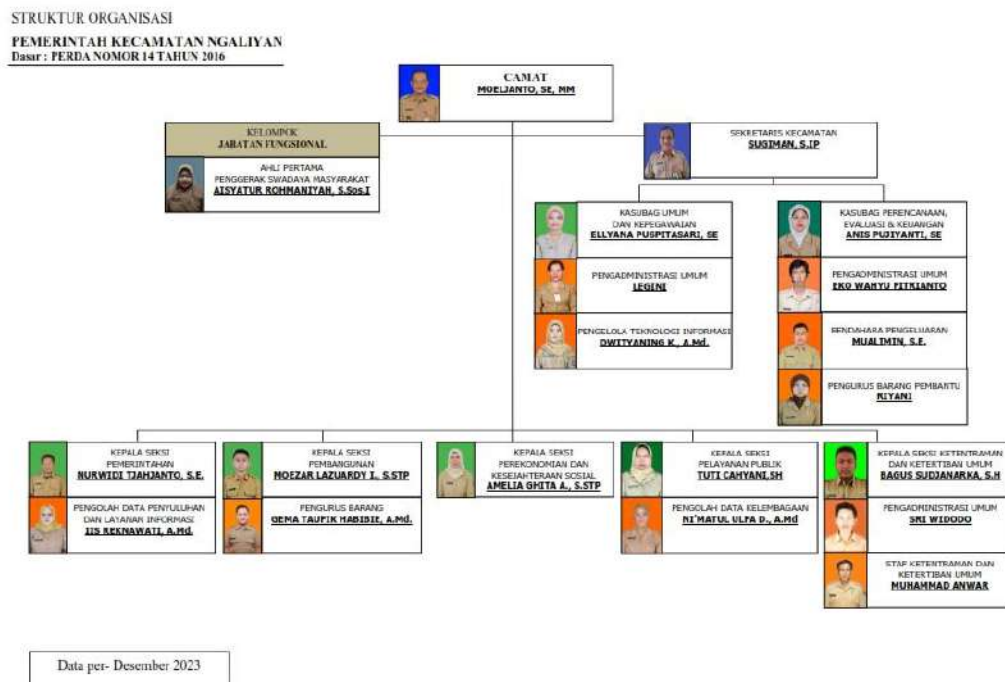 STRUKTUR ORGANISASI
PEMERINTAH KECAMATAN NGALIYAN
Dasar : PERDA NOMOR 14 TAHUN 2016
CAMAT
MOELJANTO, SE, MM
KELOMPOK
JABATAN FUNGSIONAL
AHLI PERTAMA
PENGGERAK SWADAYA MASYARAKAT
AISYATUR ROHMANIYAH, S.Sos.I
SEKRETARIS KECAMATAN
SUGIMAN, S.IP
KASUBAG UMUM
DAN KEPEGAWAIAN
ELLYANA PUSPITASARI, SE
PENGADMINISTRASI UMUM
LEGINI
PENGELOLA TEKNOLOGI INFORMASI
DWITYANING K., A.Md.
KASUBAG PERENCANAAN,
EVALUASI & KEUANGAN
ANIS PUJIYANTI, SE
PENGADMINISTRASI UMUM
EKO WAHYU FITRIANTO
BENDAHARA PENGELUARAN
MUALIMIN, S.E.
PENGURUS BARANG PEMBANTU
RIYANI
KEPALA SEKSI
PEMERINTAHAN
NURWIDI TJAHJANTO, S.E.
PENGOLAH DATA PENYULUHAN
DAN LAYANAN INFORMASI
IIS REKNAWATI, A.Md.
KEPALA SEKSI
PEMBANGUNAN
MOEZAR LAZUARDY I., S.STP
PENGURUS BARANG
GEMA TAUFIK HABIBIE, A.Md.
KEPALA SEKSI
PEREKONOMIAN DAN
KESEJAHTERAAN SOSIAL
AMELIA GHITA A., S.STP
KEPALA SEKSI
PELAYANAN PUBLIK
TUTI CAHYANI,SH
PENGOLAH DATA KELEMBAGAAN
NI'MATUL ULFA D., A.Md
KEPALA SEKSI KETENTRAMAN
DAN KETERTIBAN UMUM
BAGUS SUDJANARKA, S.H
PENGADMINISTRASI UMUM
SRI WIDODO
STAF KETENTRAMAN DAN
KETERTIBAN UMUM
MUHAMMAD ANWAR
Data per- Desember 2023